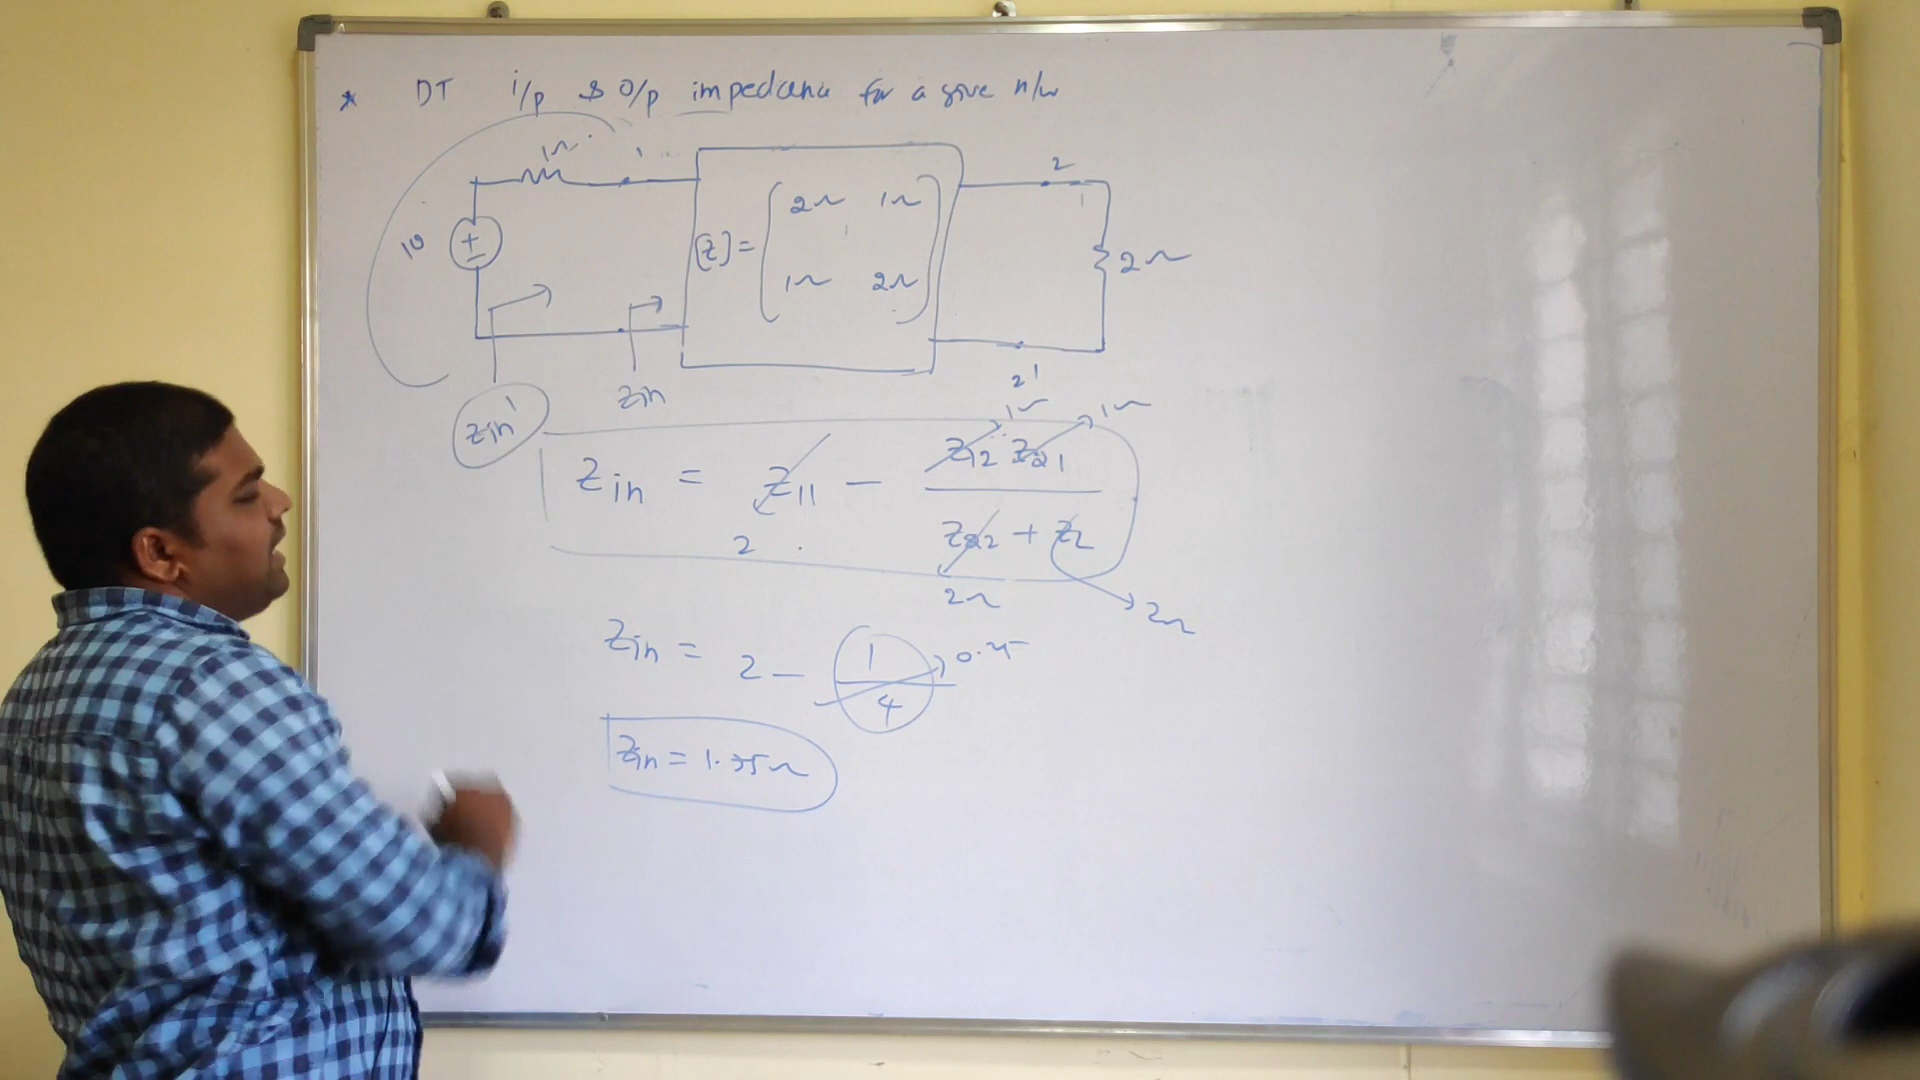 * DT i/p & o/p impedance for a give n/w
1Ω
1
2
10
+
-
[Z] =
2Ω 1Ω
1Ω 2Ω
2Ω
Zin'
Zin
2'
1Ω 1Ω
Zin = Z11 - Z12 Z21
Z22 + ZL
2
2Ω
2Ω
Zin = 2 - 1
4
0.25
Zin = 1.75Ω